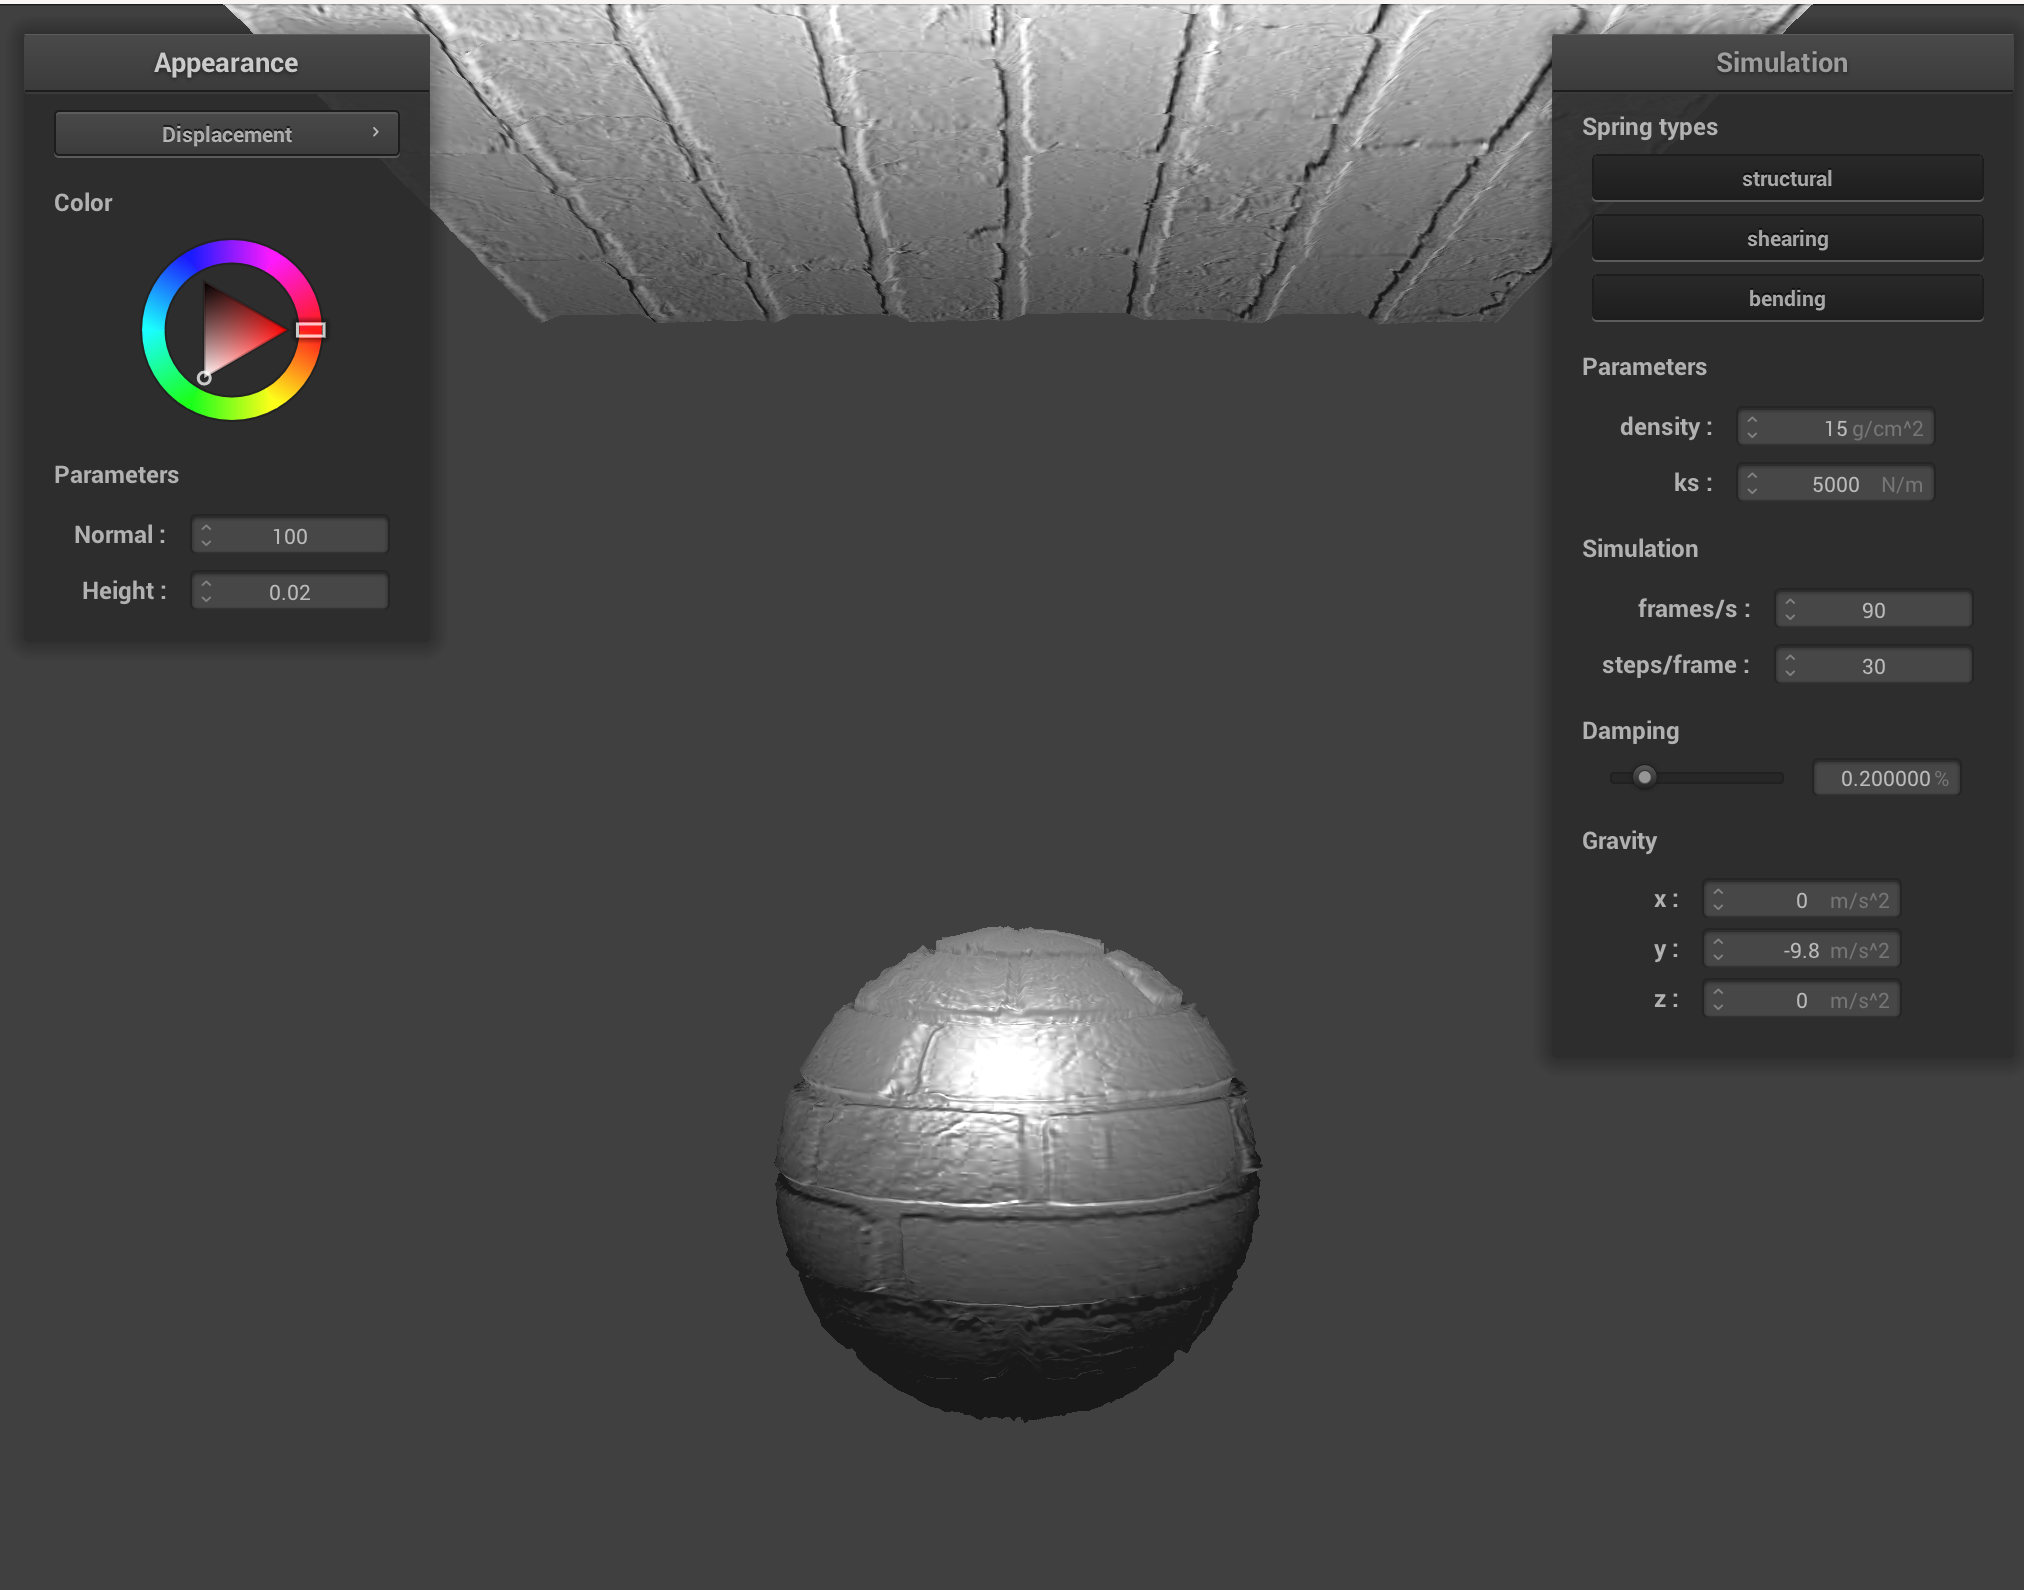 Appearance
Displacement
Color
Parameters
Normal : 100
Height : 0.02
Simulation
Spring types
structural
shearing
bending
Parameters
density : 15 g/cm^2
ks : 5000 N/m
Simulation
frames/s : 90
steps/frame : 30
Damping
0.200000 %
Gravity
x : 0 m/s^2
y : -9.8 m/s^2
z : 0 m/s^2